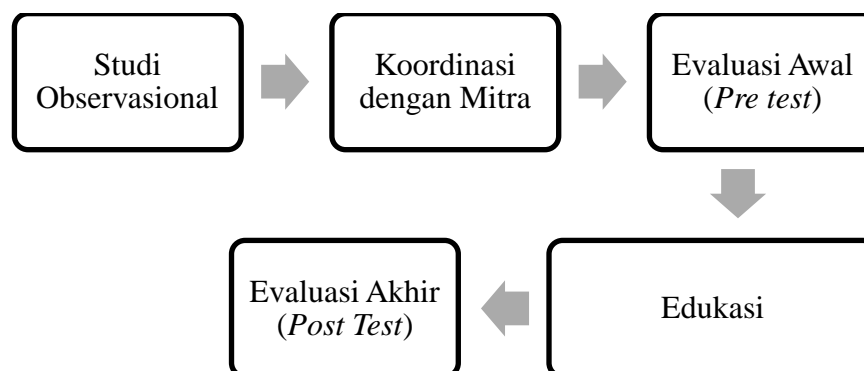 Studi
Observasional
Koordinasi
dengan Mitra
Evaluasi Awal
(Pre test)
Edukasi
Evaluasi Akhir
(Post Test)